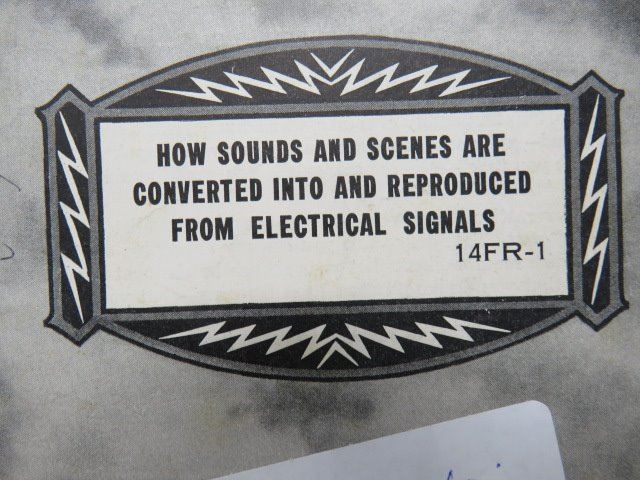 HOW SOUNDS AND SCENES ARE
CONVERTED INTO AND REPRODUCED
FROM ELECTRICAL SIGNALS
14FR-1